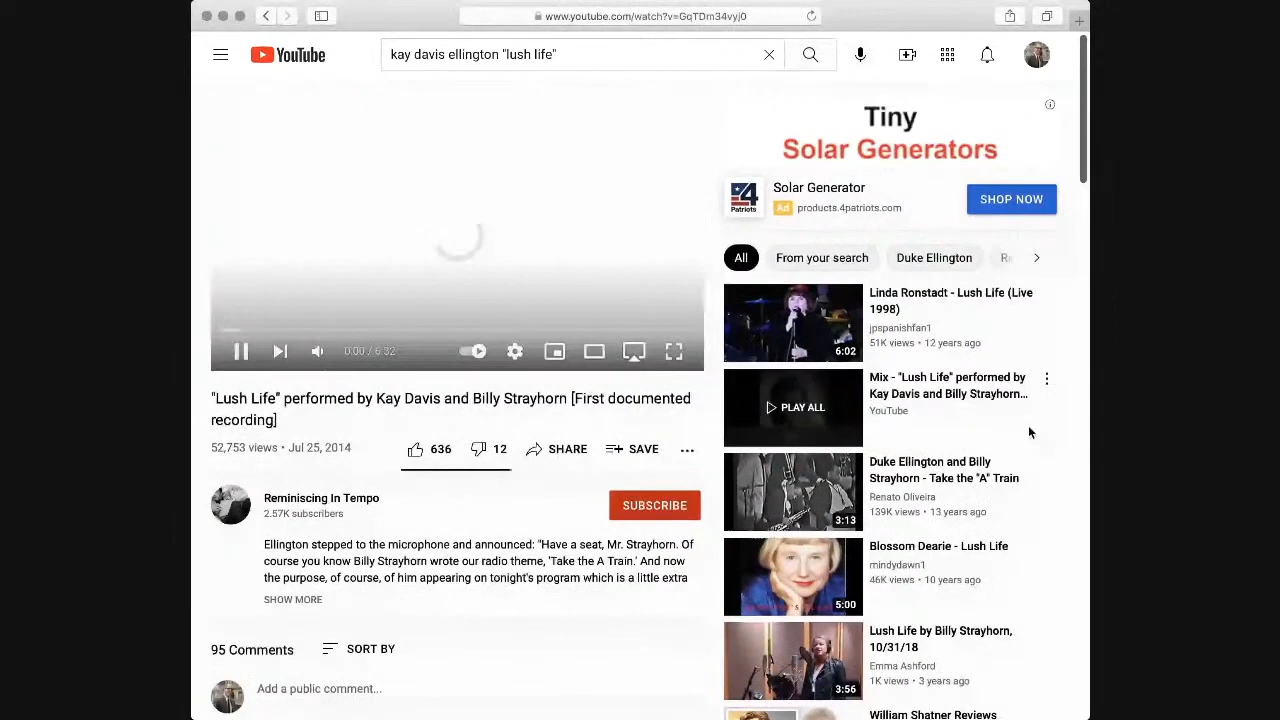 www.youtube.com/watch?v=GqTDm34vyj0
YouTube
kay davis ellington "lush life"
Tiny
Solar Generators
4
Patriots
Solar Generator
Ad products.4patriots.com
SHOP NOW
All
From your search
Duke Ellington
0:00 / 6:32
"Lush Life" performed by Kay Davis and Billy Strayhorn [First documented
recording]
52,753 views • Jul 25, 2014
636
12
SHARE
SAVE
Reminiscing In Tempo
2.57K subscribers
SUBSCRIBE
Ellington stepped to the microphone and announced: "Have a seat, Mr. Strayhorn. Of
course you know Billy Strayhorn wrote our radio theme, 'Take the A Train.' And now
the purpose, of course, of him appearing on tonight's program which is a little extra
SHOW MORE
95 Comments
SORT BY
Add a public comment...
6:02
Linda Ronstadt - Lush Life (Live
1998)
jpspanishfan1
51K views • 12 years ago
PLAY ALL
Mix - "Lush Life" performed by
Kay Davis and Billy Strayhorn...
YouTube
3:13
Duke Ellington and Billy
Strayhorn - Take the "A" Train
Renato Oliveira
139K views • 13 years ago
5:00
Blossom Dearie - Lush Life
mindydawn1
46K views • 10 years ago
3:56
Lush Life by Billy Strayhorn,
10/31/18
Emma Ashford
1K views • 3 years ago
William Shatner Reviews